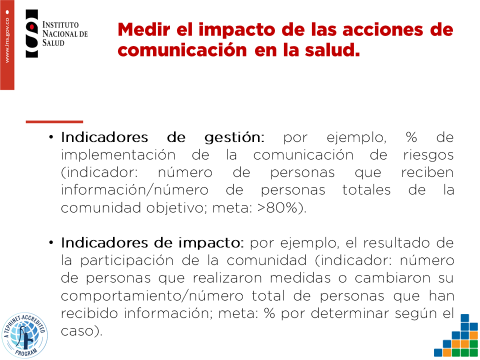 www.ins.gov.co
INSTITUTO
NACIONAL DE
SALUD
Medir el impacto de las acciones de
comunicación en la salud.
• Indicadores de gestión: por ejemplo, % de
implementación de la comunicación de riesgos
(indicador: número de personas que reciben
información/número de personas totales de la
comunidad objetivo; meta: >80%).
• Indicadores de impacto: por ejemplo, el resultado de
la participación de la comunidad (indicador: número
de personas que realizaron medidas o cambiaron su
comportamiento/número total de personas que han
recibido información; meta: % por determinar según el
caso).
A TEPHINET ACCREDITED
PROGRAM